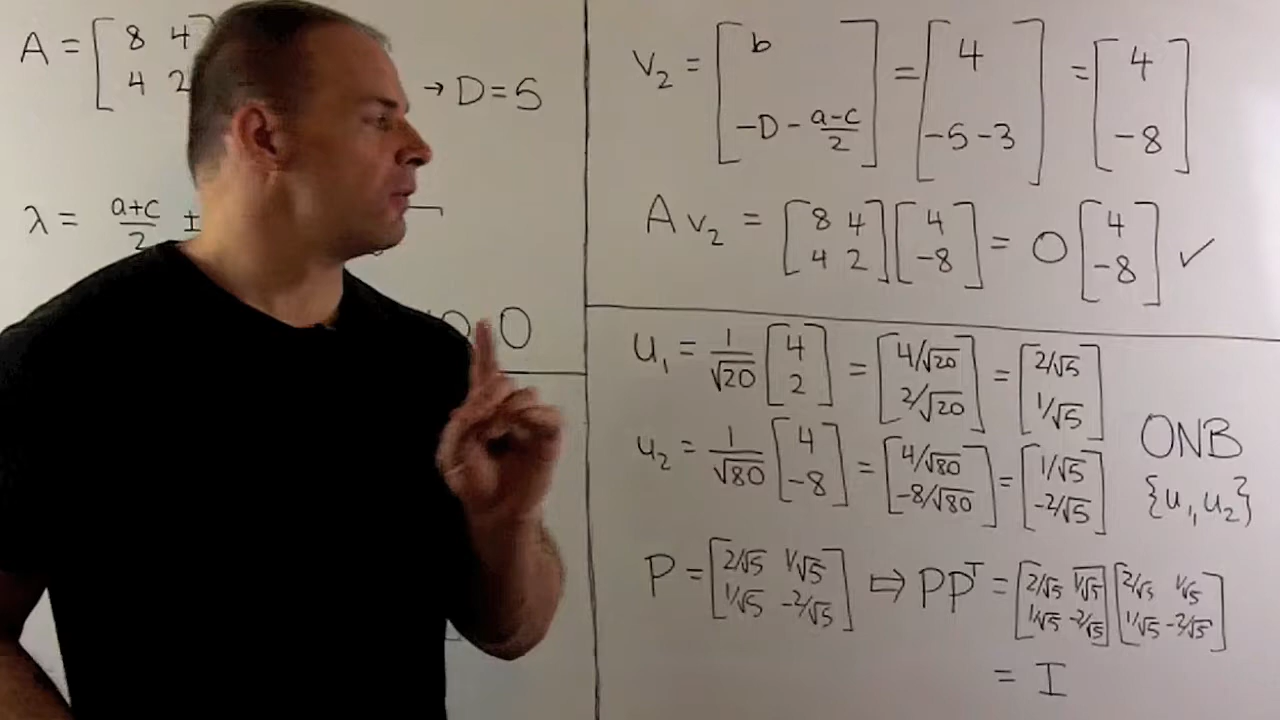 A = [ 8 4
4 2
→ D = 5
λ = a+c/2 ±
0
v₂ = [ b ; -D - a-c/2 ] = [ 4 ; -5-3 ] = [ 4 ; -8 ]
A v₂ = [ 8 4 ; 4 2 ] [ 4 ; -8 ] = 0 [ 4 ; -8 ] ✓
u₁ = 1/√20 [ 4 ; 2 ] = [ 4/√20 ; 2/√20 ] = [ 2/√5 ; 1/√5 ]
u₂ = 1/√80 [ 4 ; -8 ] = [ 4/√80 ; -8/√80 ] = [ 1/√5 ; -2/√5 ]
ONB
{u₁, u₂}
P = [ 2/√5 1/√5 ; 1/√5 -2/√5 ] ⇒ PPᵀ = [ 2/√5 1/√5 ; 1/√5 -2/√5 ] [ 2/√5 1/√5 ; 1/√5 -2/√5 ]
= I